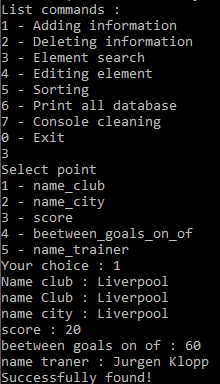 List commands :
1 - Adding information
2 - Deleting information
3 - Element search
4 - Editing element
5 - Sorting
6 - Print all database
7 - Console cleaning
0 - Exit
3
Select point
1 - name_club
2 - name_city
3 - score
4 - beetween_goals_on_of
5 - name_trainer
Your choice : 1
Name club : Liverpool
name Club : Liverpool
name city : Liverpool
score : 20
beetween goals on of : 60
name traner : Jurgen Klopp
Successfully found!